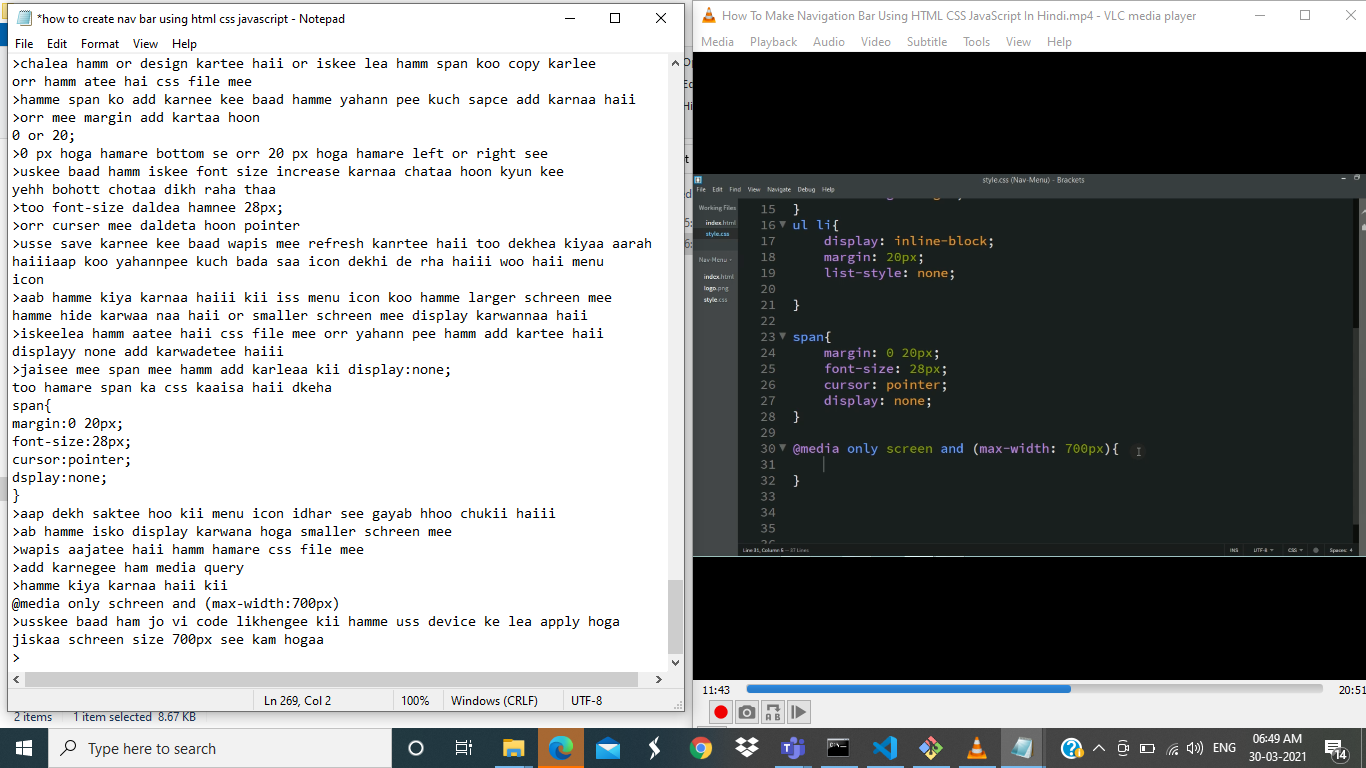 *how to create nav bar using html css javascript - Notepad
File Edit Format View Help
>chalea hamm or design kartee haii or iskee lea hamm span koo copy karlee
orr hamm atee hai css file mee
>hamme span ko add karnee kee baad hamme yahann pee kuch sapce add karnaa haii
>orr mee margin add kartaa hoon
0 or 20;
>0 px hoga hamare bottom se orr 20 px hoga hamare left or right see
>uskee baad hamm iskee font size increase karnaa chataa hoon kyun kee
yehh bohott chotaa dikh raha thaa
>too font-size daldea hamnee 28px;
>orr curser mee daldeta hoon pointer
>usse save karnee kee baad wapis mee refresh kanrtee haii too dekhea kiyaa aarah
haiiiaap koo yahannpee kuch bada saa icon dekhi de rha haiii woo haii menu
icon
>aab hamme kiya karnaa haiii kii iss menu icon koo hamme larger schreen mee
hamme hide karwaa naa haii or smaller schreen mee display karwannaa haii
>iskeelea hamm aatee haii css file mee orr yahann pee hamm add kartee haii
displayy none add karwadetee haiii
>jaisee mee span mee hamm add karleaa kii display:none;
too hamare span ka css kaaisa haii dkeha
span{
margin:0 20px;
font-size:28px;
cursor:pointer;
dsplay:none;
}
>aap dekh saktee hoo kii menu icon idhar see gayab hhoo chukii haiii
>ab hamme isko display karwana hoga smaller schreen mee
>wapis aajatee haii hamm hamare css file mee
>add karnegee ham media query
>hamme kiya karnaa haii kii
@media only schreen and (max-width:700px)
>usskee baad ham jo vi code likhengee kii hamme uss device ke lea apply hoga
jiskaa schreen size 700px see kam hogaa
>
Ln 269, Col 2 100% Windows (CRLF) UTF-8
2 items 1 item selected 8.67 KB
How To Make Navigation Bar Using HTML CSS JavaScript In Hindi.mp4 - VLC media player
Media Playback Audio Video Subtitle Tools View Help
style.css (Nav-Menu) - Brackets
File Edit Find View Navigate Debug Help
Working Files
index.html
style.css
Nav-Menu
index.html
logo.png
style.css
15 }
16 ul li{
17 display: inline-block;
18 margin: 20px;
19 list-style: none;
20
21 }
22
23 span{
24 margin: 0 20px;
25 font-size: 28px;
26 cursor: pointer;
27 display: none;
28 }
29
30 @media only screen and (max-width: 700px){
31
32 }
33
34
35
Line 31, Column 5 — 37 Lines INS UTF-8 CSS Spaces: 4
11:43 20:51
Type here to search
ENG 06:49 AM
30-03-2021
14